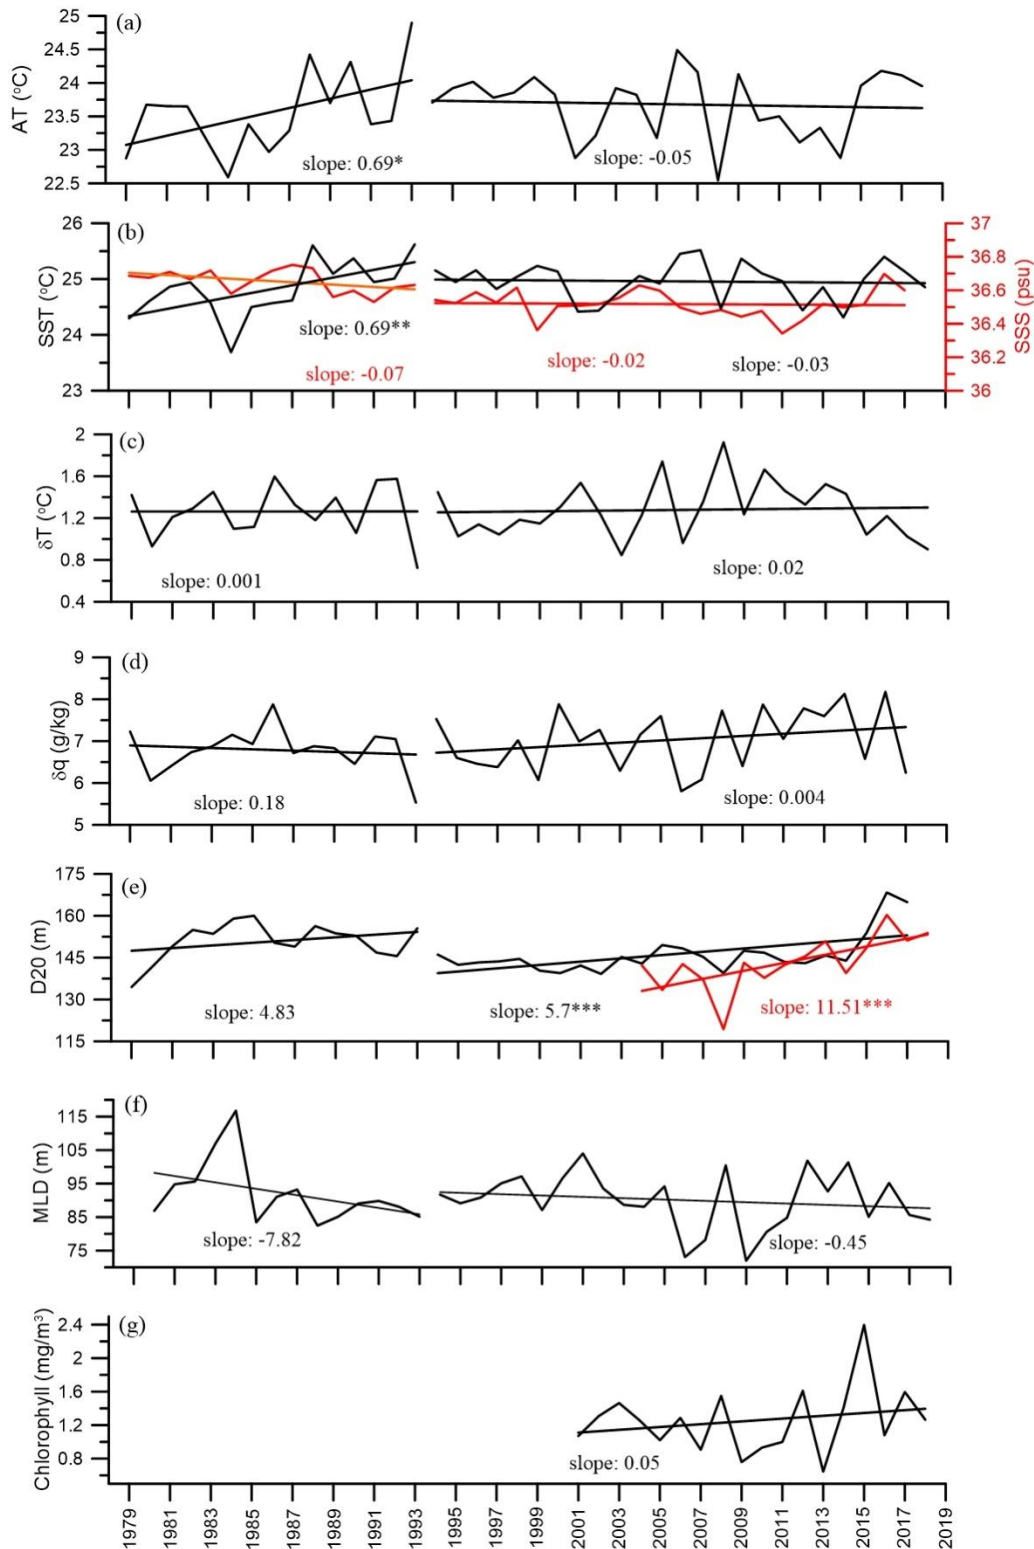 (a)
AT (°C)
25
24.5
24
23.5
23
22.5
slope: 0.69*
slope: -0.05
(b)
SST (°C)
26
25
24
23
slope: 0.69**
slope: -0.07
slope: -0.02
slope: -0.03
37
36.8
36.6
36.4
36.2
36
SSS (psu)
(c)
δT (°C)
2
1.6
1.2
0.8
0.4
slope: 0.001
slope: 0.02
(d)
δq (g/kg)
9
8
7
6
5
slope: 0.18
slope: 0.004
(e)
D20 (m)
175
160
145
130
115
slope: 4.83
slope: 5.7***
slope: 11.51***
(f)
MLD (m)
115
105
95
85
75
slope: -7.82
slope: -0.45
(g)
Chlorophyll (mg/m³)
2.4
2
1.6
1.2
0.8
slope: 0.05
1979
1981
1983
1985
1987
1989
1991
1993
1995
1997
1999
2001
2003
2005
2007
2009
2011
2013
2015
2017
2019